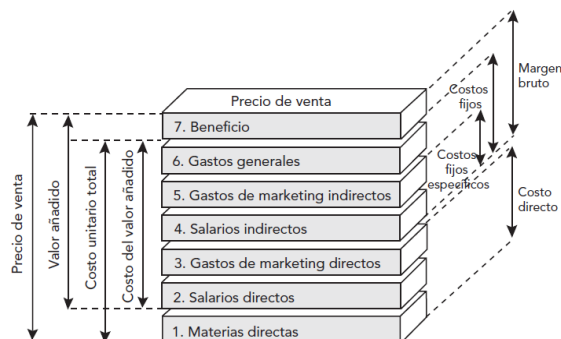 Precio de venta
7. Beneficio
6. Gastos generales
5. Gastos de marketing indirectos
4. Salarios indirectos
3. Gastos de marketing directos
2. Salarios directos
1. Materias directas
Precio de venta
Valor añadido
Costo unitario total
Costo del valor añadido
Margen
bruto
Costos
fijos
Costos
fijos
específicos
Costo
directo